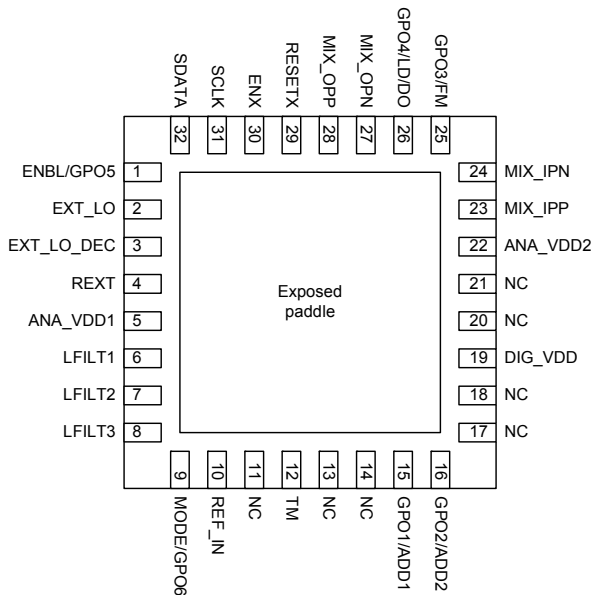 SDATA
SCLK
ENX
RESETX
MIX_OPP
MIX_OPN
GPO4/LD/DO
GPO3/FM
32
31
30
29
28
27
26
25
ENBL/GPO5 1
EXT_LO 2
EXT_LO_DEC 3
REXT 4
ANA_VDD1 5
LFILT1 6
LFILT2 7
LFILT3 8
Exposed
paddle
24 MIX_IPN
23 MIX_IPP
22 ANA_VDD2
21 NC
20 NC
19 DIG_VDD
18 NC
17 NC
9
10
11
12
13
14
15
16
MODE/GPO6
REF_IN
NC
TM
NC
NC
GPO1/ADD1
GPO2/ADD2